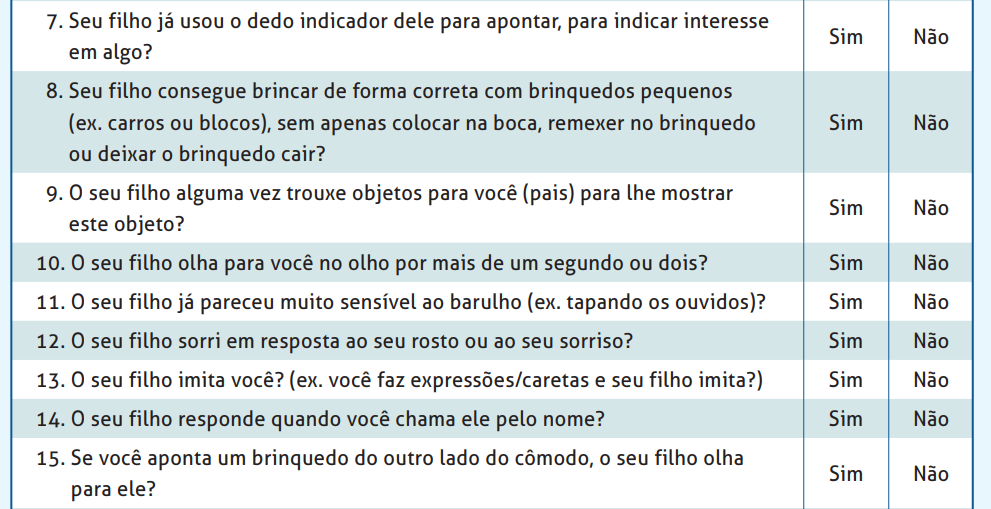 7. Seu filho já usou o dedo indicador dele para apontar, para indicar interesse
em algo?
Sim Não
8. Seu filho consegue brincar de forma correta com brinquedos pequenos
(ex. carros ou blocos), sem apenas colocar na boca, remexer no brinquedo
ou deixar o brinquedo cair?
Sim Não
9. O seu filho alguma vez trouxe objetos para você (pais) para lhe mostrar
este objeto?
Sim Não
10. O seu filho olha para você no olho por mais de um segundo ou dois? Sim Não
11. O seu filho já pareceu muito sensível ao barulho (ex. tapando os ouvidos)? Sim Não
12. O seu filho sorri em resposta ao seu rosto ou ao seu sorriso? Sim Não
13. O seu filho imita você? (ex. você faz expressões/caretas e seu filho imita?) Sim Não
14. O seu filho responde quando você chama ele pelo nome? Sim Não
15. Se você aponta um brinquedo do outro lado do cômodo, o seu filho olha
para ele?
Sim Não